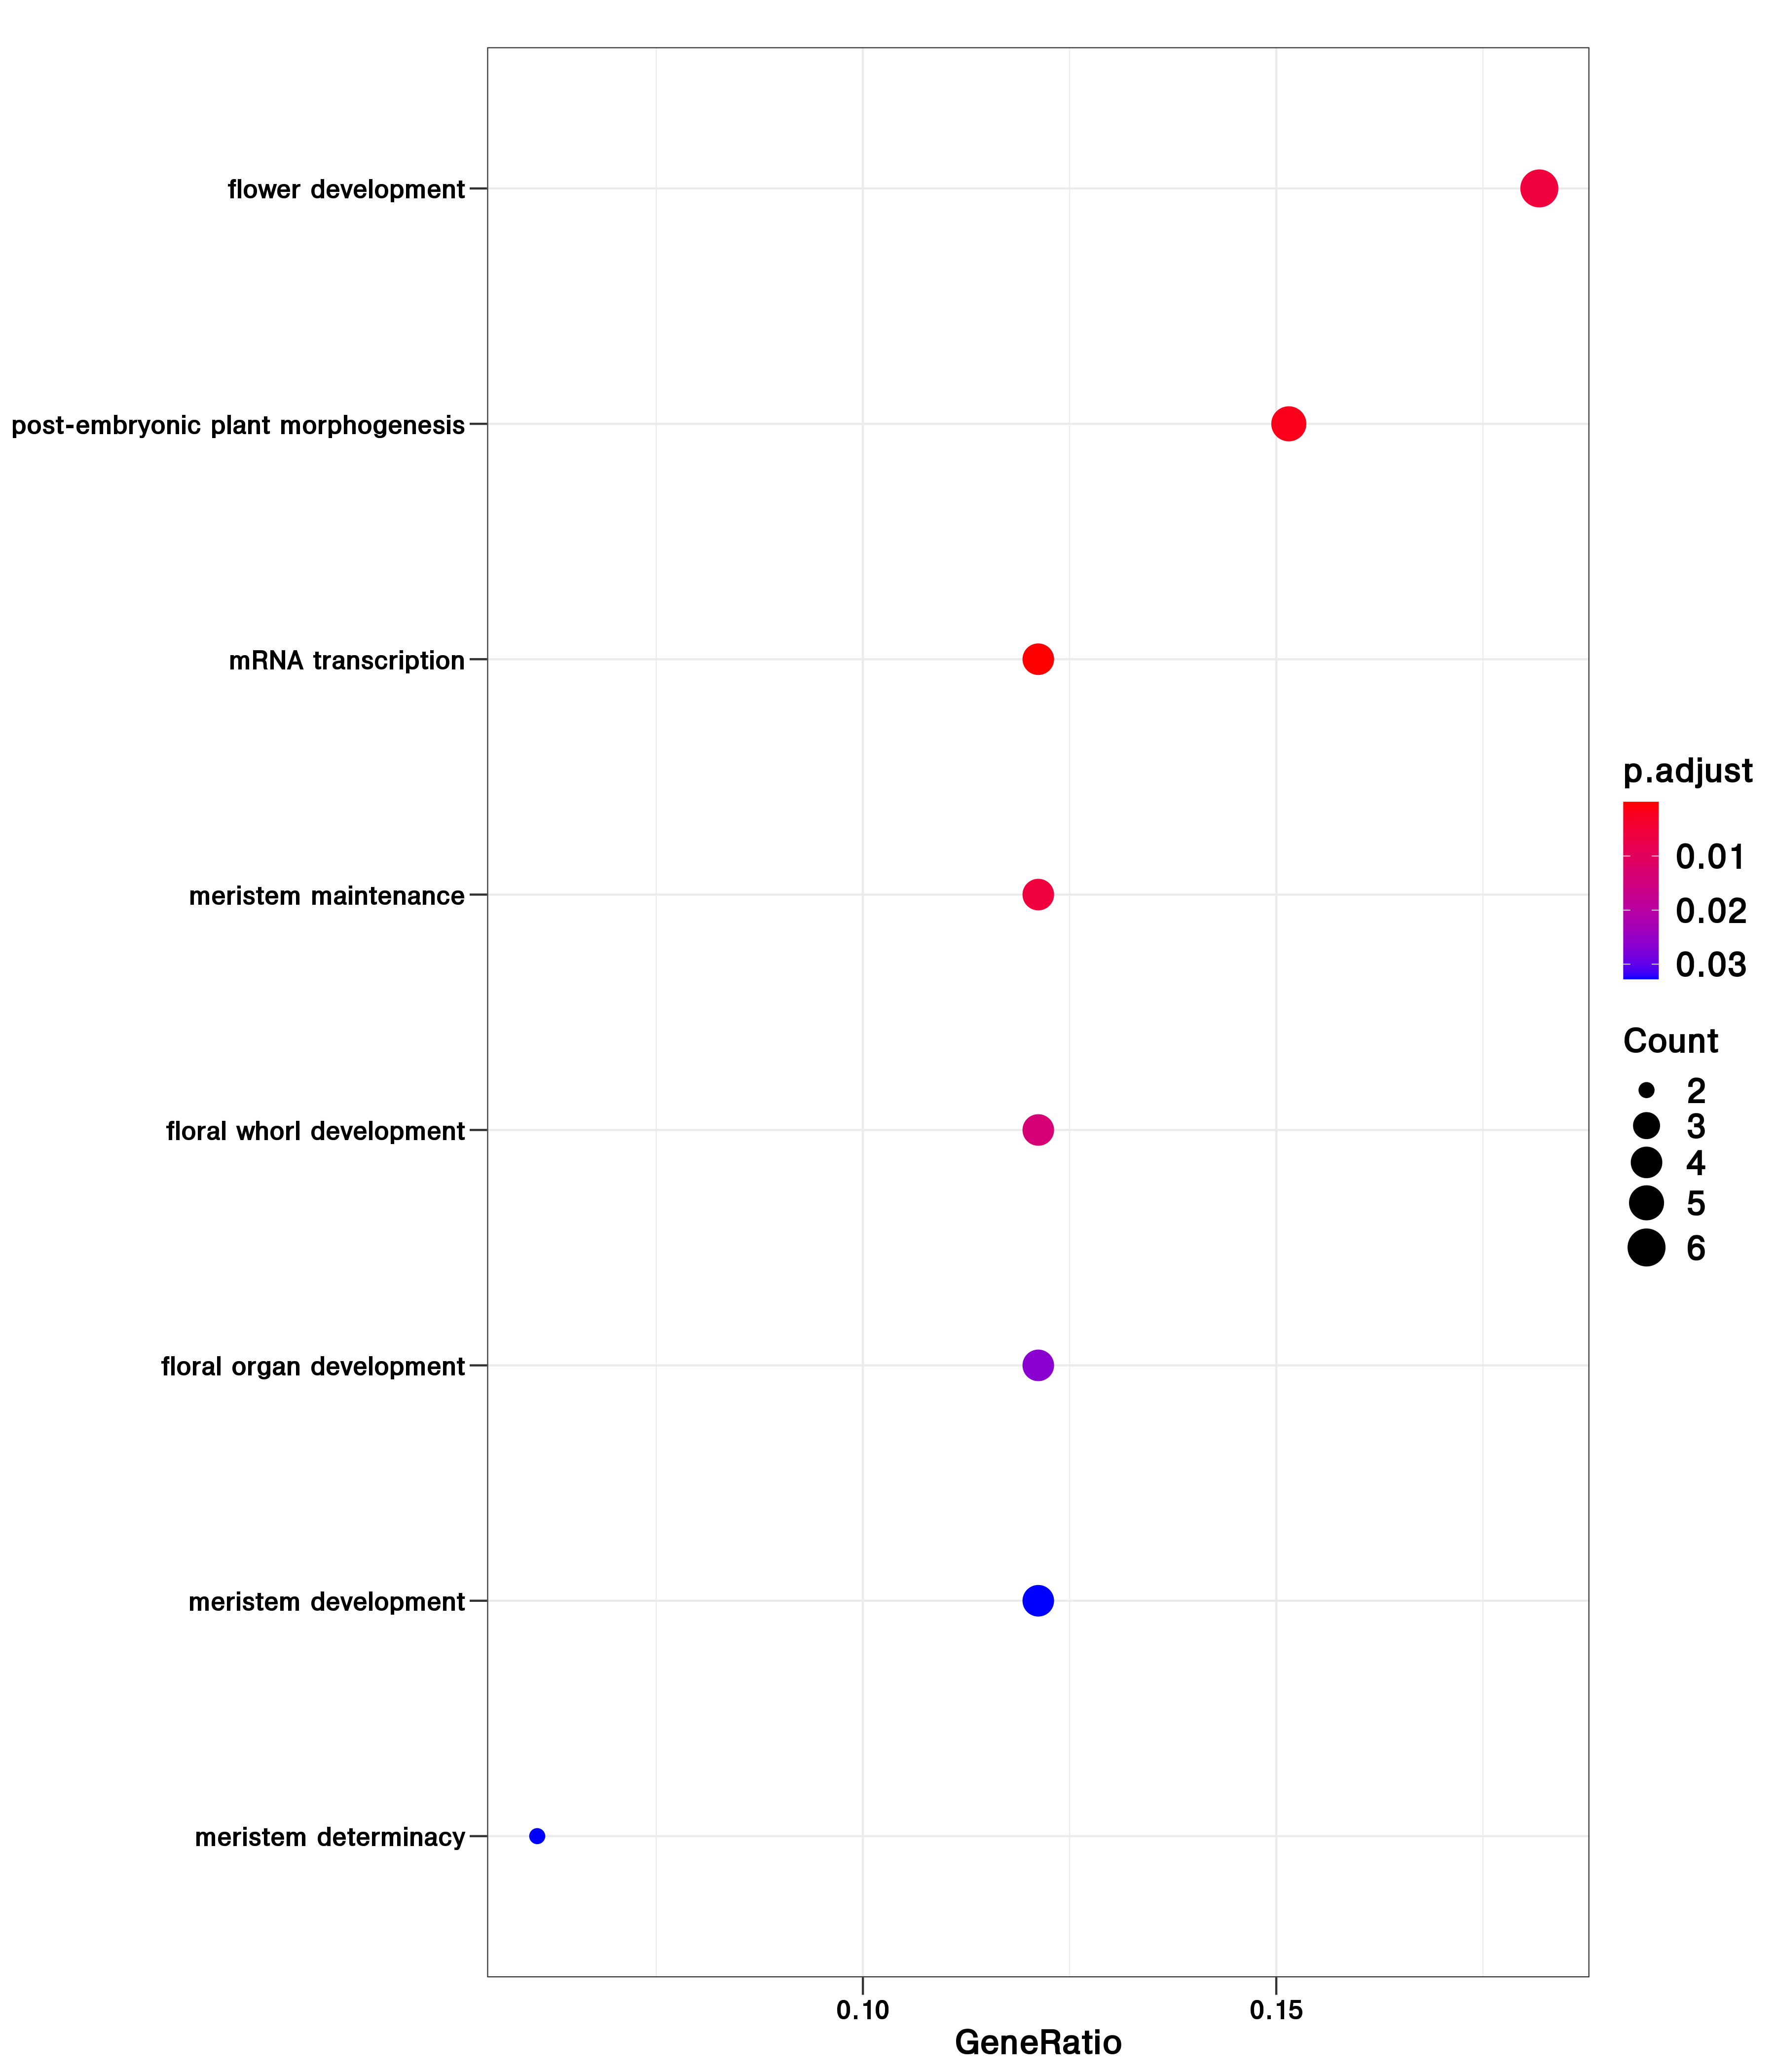 flower development
post-embryonic plant morphogenesis
mRNA transcription
meristem maintenance
floral whorl development
floral organ development
meristem development
meristem determinacy
0.10
0.15
GeneRatio
p.adjust
0.01
0.02
0.03
Count
2
3
4
5
6